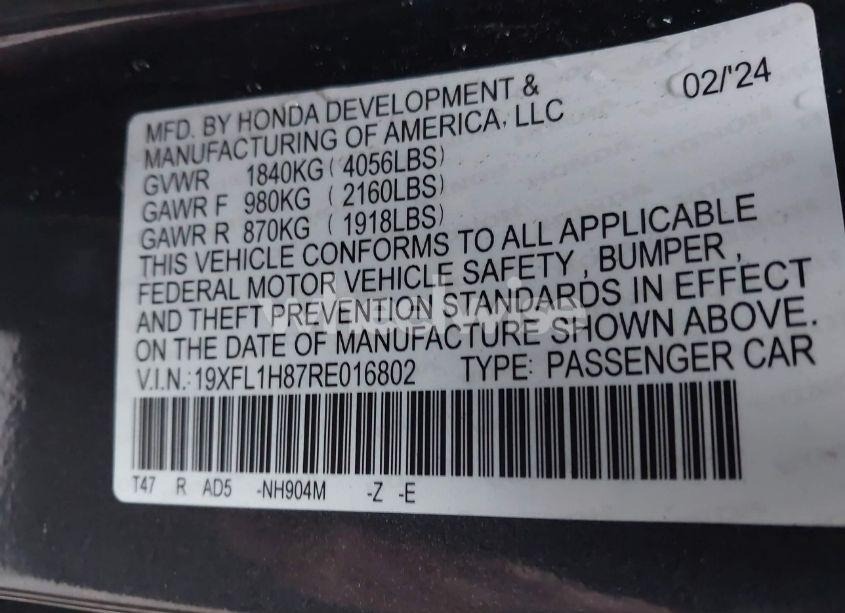 02/'24
MFD. BY HONDA DEVELOPMENT &
MANUFACTURING OF AMERICA, LLC
GVWR 1840KG ( 4056LBS)
GAWR F 980KG ( 2160LBS)
GAWR R 870KG ( 1918LBS)
THIS VEHICLE CONFORMS TO ALL APPLICABLE
FEDERAL MOTOR VEHICLE SAFETY , BUMPER ,
AND THEFT PREVENTION STANDARDS IN EFFECT
ON THE DATE OF MANUFACTURE SHOWN ABOVE.
V.I.N.: 19XFL1H87RE016802 TYPE: PASSENGER CAR
T47 R AD5 -NH904M -Z -E